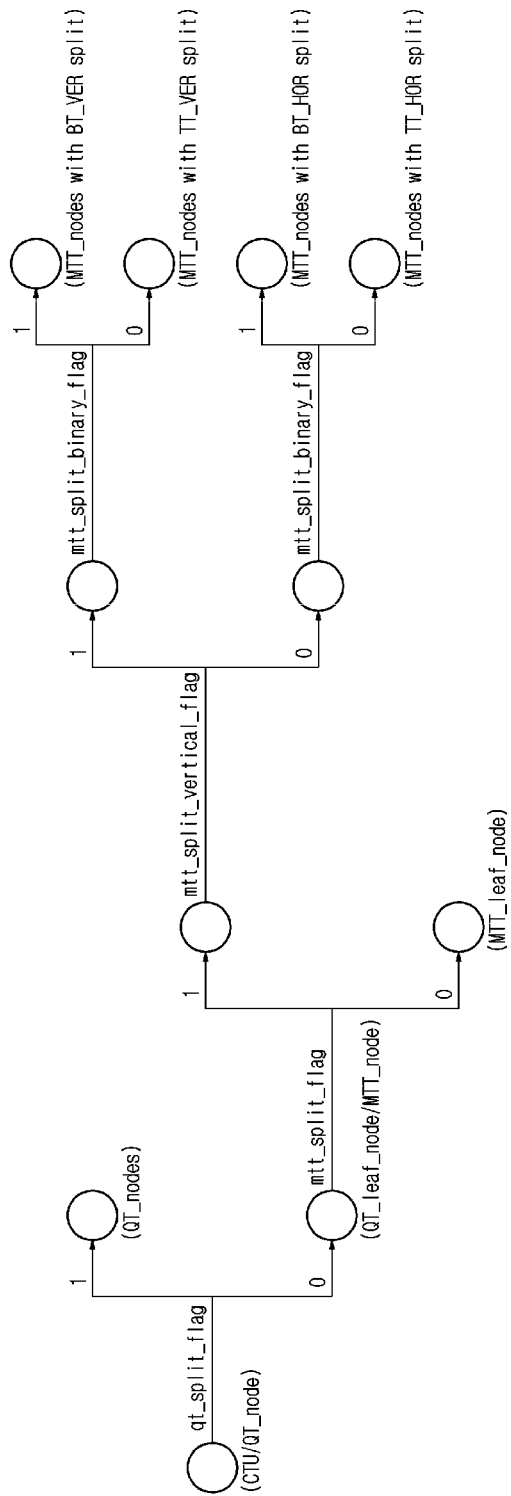 qt_split_flag
(CTU/QT_node)
1
(QT_nodes)
0
(QT_leaf_node/MTT_node)
mtt_split_flag
1
0
(MTT_leaf_node)
mtt_split_vertical_flag
1
0
mtt_split_binary_flag
1
(MTT_nodes with BT_VER split)
0
(MTT_nodes with TT_VER split)
mtt_split_binary_flag
1
(MTT_nodes with BT_HOR split)
0
(MTT_nodes with TT_HOR split)